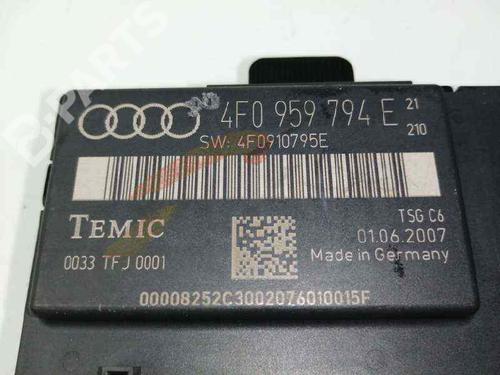 4F0 959 794 E 21
210
SW: 4F0910795E
TEMIC
TSG C6
01.06.2007
0033 TFJ 0001
Made in Germany
00008252C3002076010015F
B-PARTS